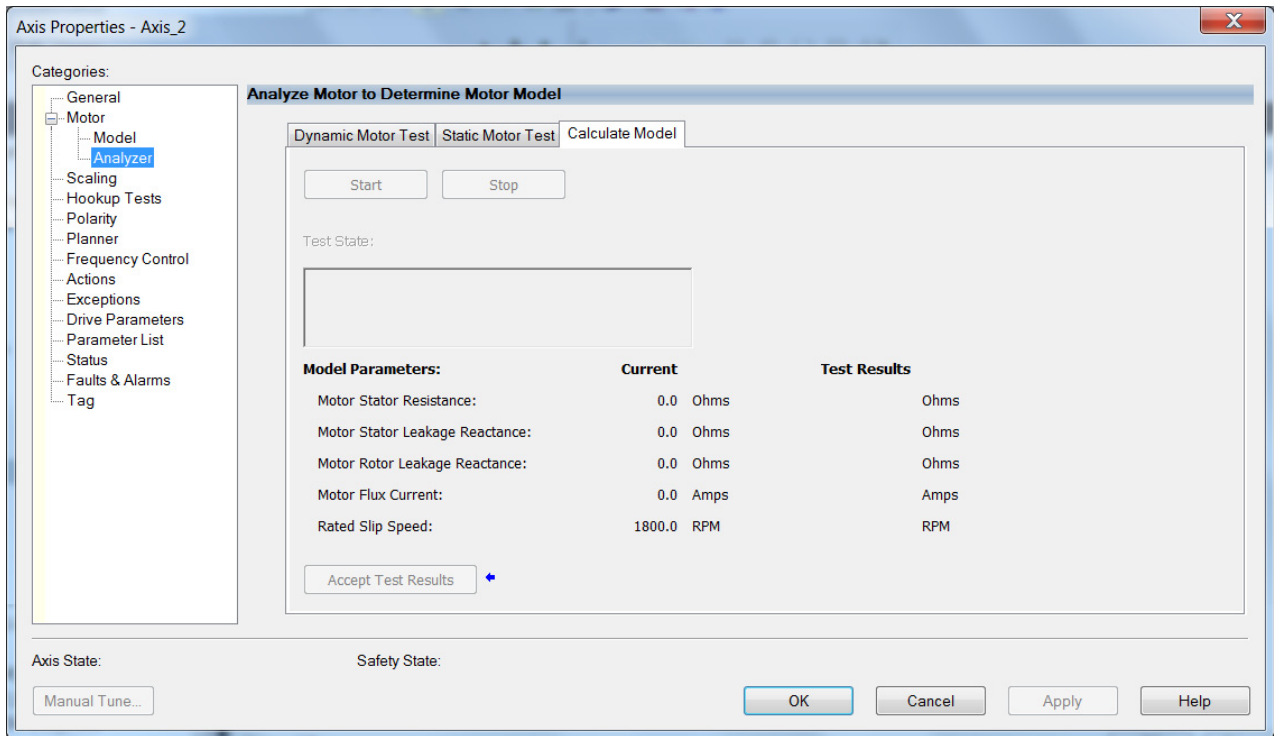 Axis Properties - Axis_2
X
Categories:
General
Motor
Model
Analyzer
Scaling
Hookup Tests
Polarity
Planner
Frequency Control
Actions
Exceptions
Drive Parameters
Parameter List
Status
Faults & Alarms
Tag
Analyze Motor to Determine Motor Model
Dynamic Motor Test Static Motor Test Calculate Model
Start Stop
Test State:
Model Parameters: Current Test Results
Motor Stator Resistance: 0.0 Ohms Ohms
Motor Stator Leakage Reactance: 0.0 Ohms Ohms
Motor Rotor Leakage Reactance: 0.0 Ohms Ohms
Motor Flux Current: 0.0 Amps Amps
Rated Slip Speed: 1800.0 RPM RPM
Accept Test Results
Axis State: Safety State:
Manual Tune... OK Cancel Apply Help